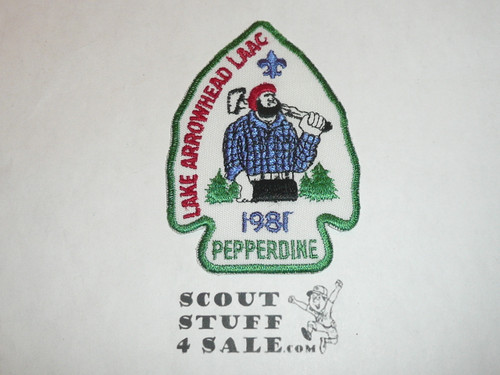 LAKE ARROWHEAD LAAC
1981
PEPPERDINE
SCOUT
STUFF
4 SALE.COM